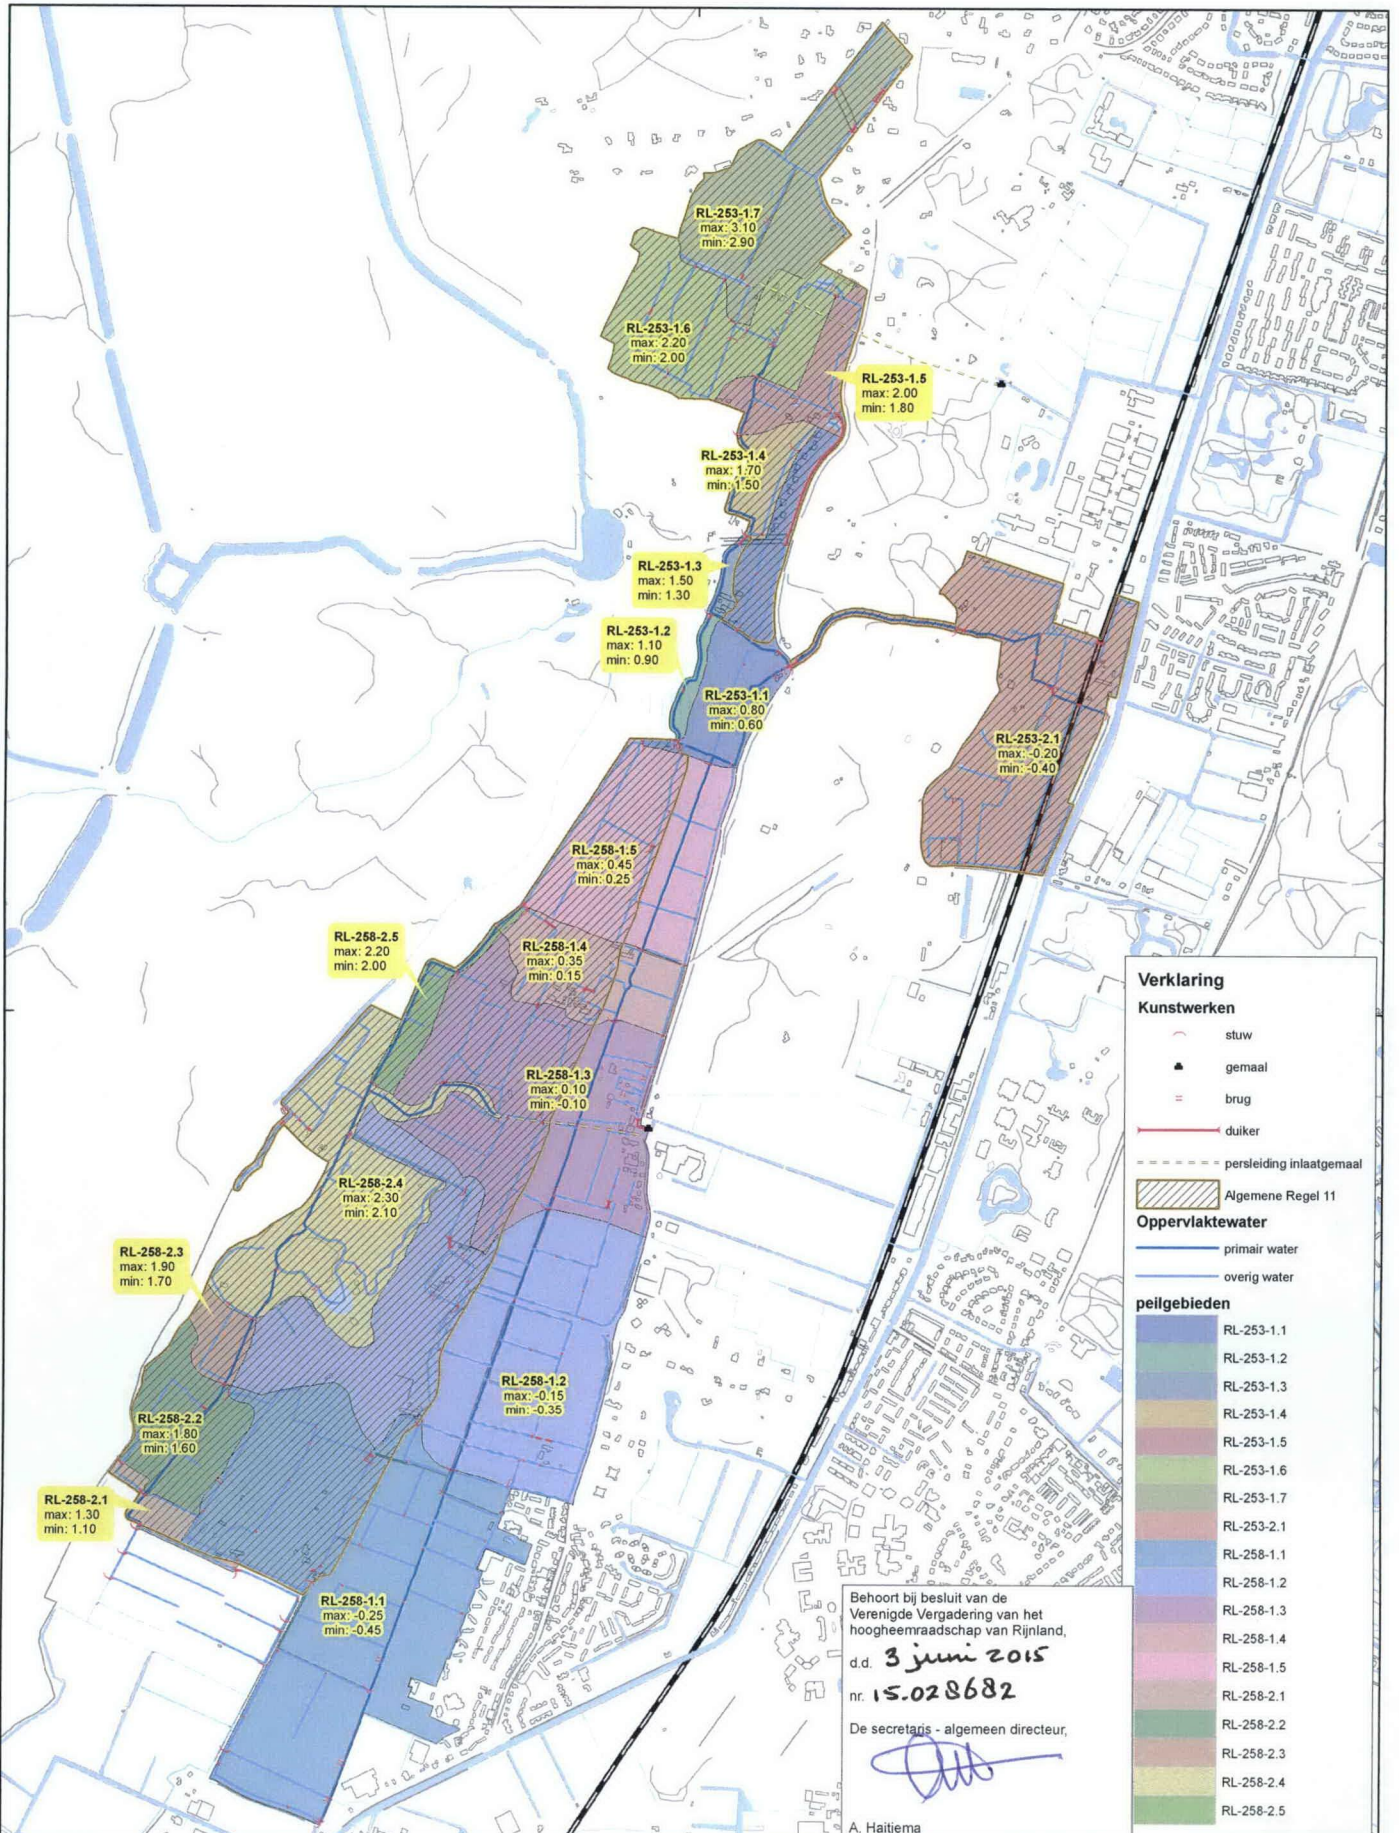 RL-253-1.7
max: 3.10
min: 2.90
RL-253-1.6
max: 2.20
min: 2.00
RL-253-1.5
max: 2.00
min: 1.80
RL-253-1.4
max: 1.70
min: 1.50
RL-253-1.3
max: 1.50
min: 1.30
RL-253-1.2
max: 1.10
min: 0.90
RL-253-1.1
max: 0.80
min: 0.60
RL-253-2.1
max: -0.20
min: -0.40
RL-258-1.5
max: 0.45
min: 0.25
RL-258-2.5
max: 2.20
min: 2.00
RL-258-1.4
max: 0.35
min: 0.15
RL-258-1.3
max: 0.10
min: -0.10
RL-258-2.4
max: 2.30
min: 2.10
RL-258-2.3
max: 1.90
min: 1.70
RL-258-1.2
max: -0.15
min: -0.35
RL-258-2.2
max: 1.80
min: 1.60
RL-258-2.1
max: 1.30
min: 1.10
RL-258-1.1
max: -0.25
min: -0.45
Verklaring
Kunstwerken
stuw
gemaal
brug
duiker
persleiding inlaatgemaal
Algemene Regel 11
Oppervlaktewater
primair water
overig water
peilgebieden
RL-253-1.1
RL-253-1.2
RL-253-1.3
RL-253-1.4
RL-253-1.5
RL-253-1.6
RL-253-1.7
RL-253-2.1
RL-258-1.1
RL-258-1.2
RL-258-1.3
RL-258-1.4
RL-258-1.5
RL-258-2.1
RL-258-2.2
RL-258-2.3
RL-258-2.4
RL-258-2.5
Behoort bij besluit van de
Verenigde Vergadering van het
hoogheemraadschap van Rijnland,
d.d. 3 juni 2015
nr. 15.028682
De secretaris - algemeen directeur,
A. Haitjema